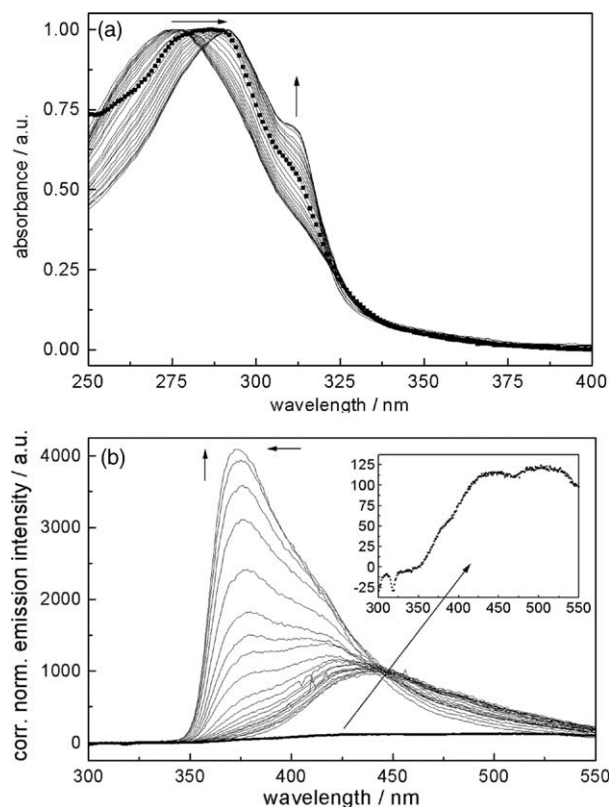 (a)
absorbance / a.u.
1.00
0.75
0.50
0.25
0.00
250 275 300 325 350 375 400
wavelength / nm
(b)
corr. norm. emission intensity / a.u.
4000
3000
2000
1000
0
300 350 400 450 500 550
wavelength / nm
125
100
75
50
25
0
-25
300 350 400 450 500 550